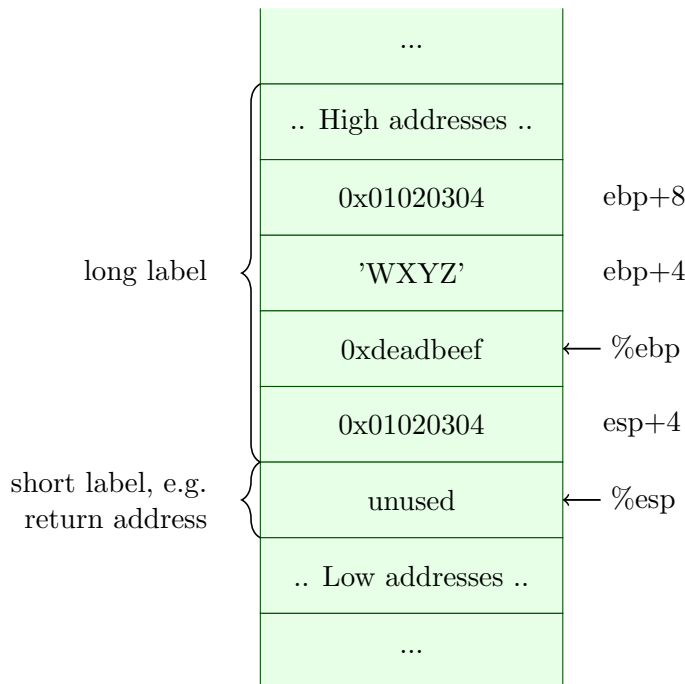 ...
.. High addresses ..
0x01020304 ebp+8
long label 'WXYZ' ebp+4
0xdeadbeef %ebp
0x01020304 esp+4
short label, e.g.
return address
unused %esp
.. Low addresses ..
...